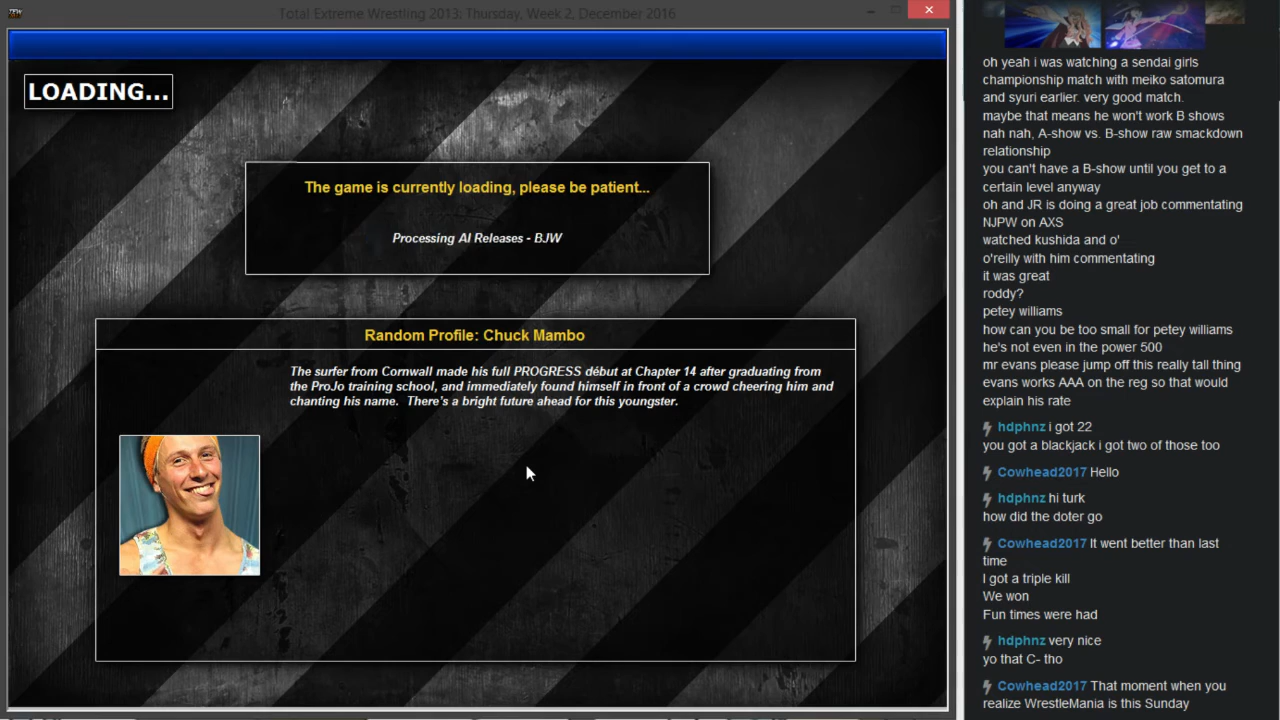 Total Extreme Wrestling 2013: Thursday, Week 2, December 2016
LOADING...
The game is currently loading, please be patient...
Processing AI Releases - BJW
Random Profile: Chuck Mambo
The surfer from Cornwall made his full PROGRESS début at Chapter 14 after graduating from
the ProJo training school, and immediately found himself in front of a crowd cheering him and
chanting his name.  There's a bright future ahead for this youngster.
oh yeah i was watching a sendai girls
championship match with meiko satomura
and syuri earlier. very good match.
maybe that means he won't work B shows
nah nah, A-show vs. B-show raw smackdown
relationship
you can't have a B-show until you get to a
certain level anyway
oh and JR is doing a great job commentating
NJPW on AXS
watched kushida and o'
o'reilly with him commentating
it was great
roddy?
petey williams
how can you be too small for petey williams
he's not even in the power 500
mr evans please jump off this really tall thing
evans works AAA on the reg so that would
explain his rate
hdphnz i got 22
you got a blackjack i got two of those too
Cowhead2017 Hello
hdphnz hi turk
how did the doter go
Cowhead2017 It went better than last
time
I got a triple kill
We won
Fun times were had
hdphnz very nice
yo that C- tho
Cowhead2017 That moment when you
realize WrestleMania is this Sunday